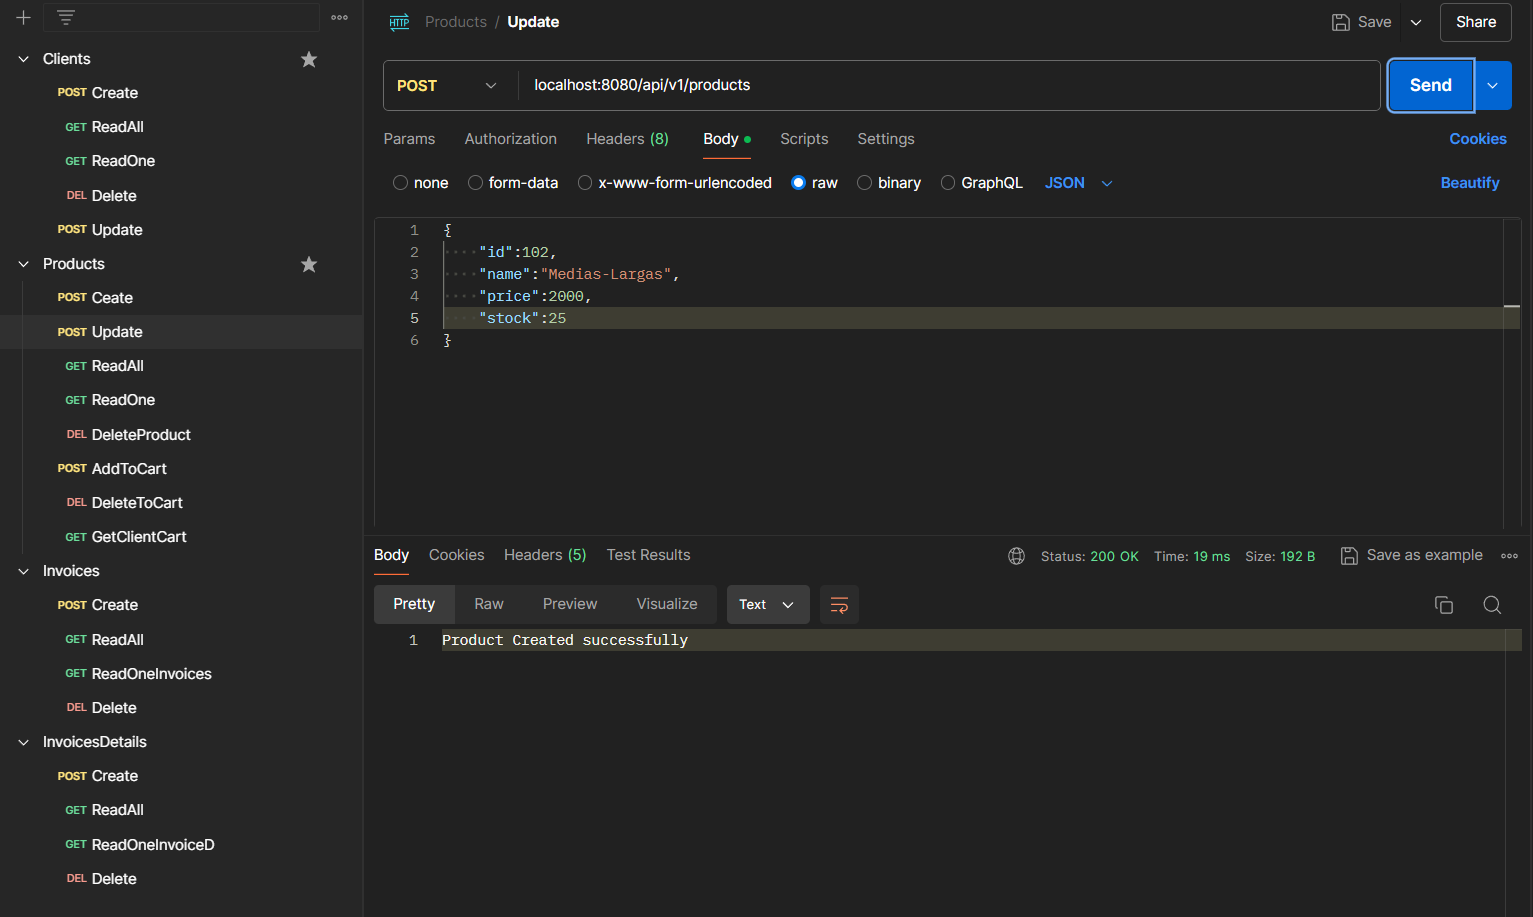 Clients
POST Create
GET ReadAll
GET ReadOne
DEL Delete
POST Update
Products
POST Ceate
POST Update
GET ReadAll
GET ReadOne
DEL DeleteProduct
POST AddToCart
DEL DeleteToCart
GET GetClientCart
Invoices
POST Create
GET ReadAll
GET ReadOneInvoices
DEL Delete
InvoicesDetails
POST Create
GET ReadAll
GET ReadOneInvoiceD
DEL Delete
HTTP Products / Update
Save
Share
POST localhost:8080/api/v1/products
Send
Params Authorization Headers (8) Body Scripts Settings
Cookies
none form-data x-www-form-urlencoded raw binary GraphQL JSON
Beautify
1 {
2 "id":102,
3 "name":"Medias-Largas",
4 "price":2000,
5 "stock":25
6 }
Body Cookies Headers (5) Test Results
Status: 200 OK Time: 19 ms Size: 192 B Save as example
Pretty Raw Preview Visualize Text
1 Product Created successfully